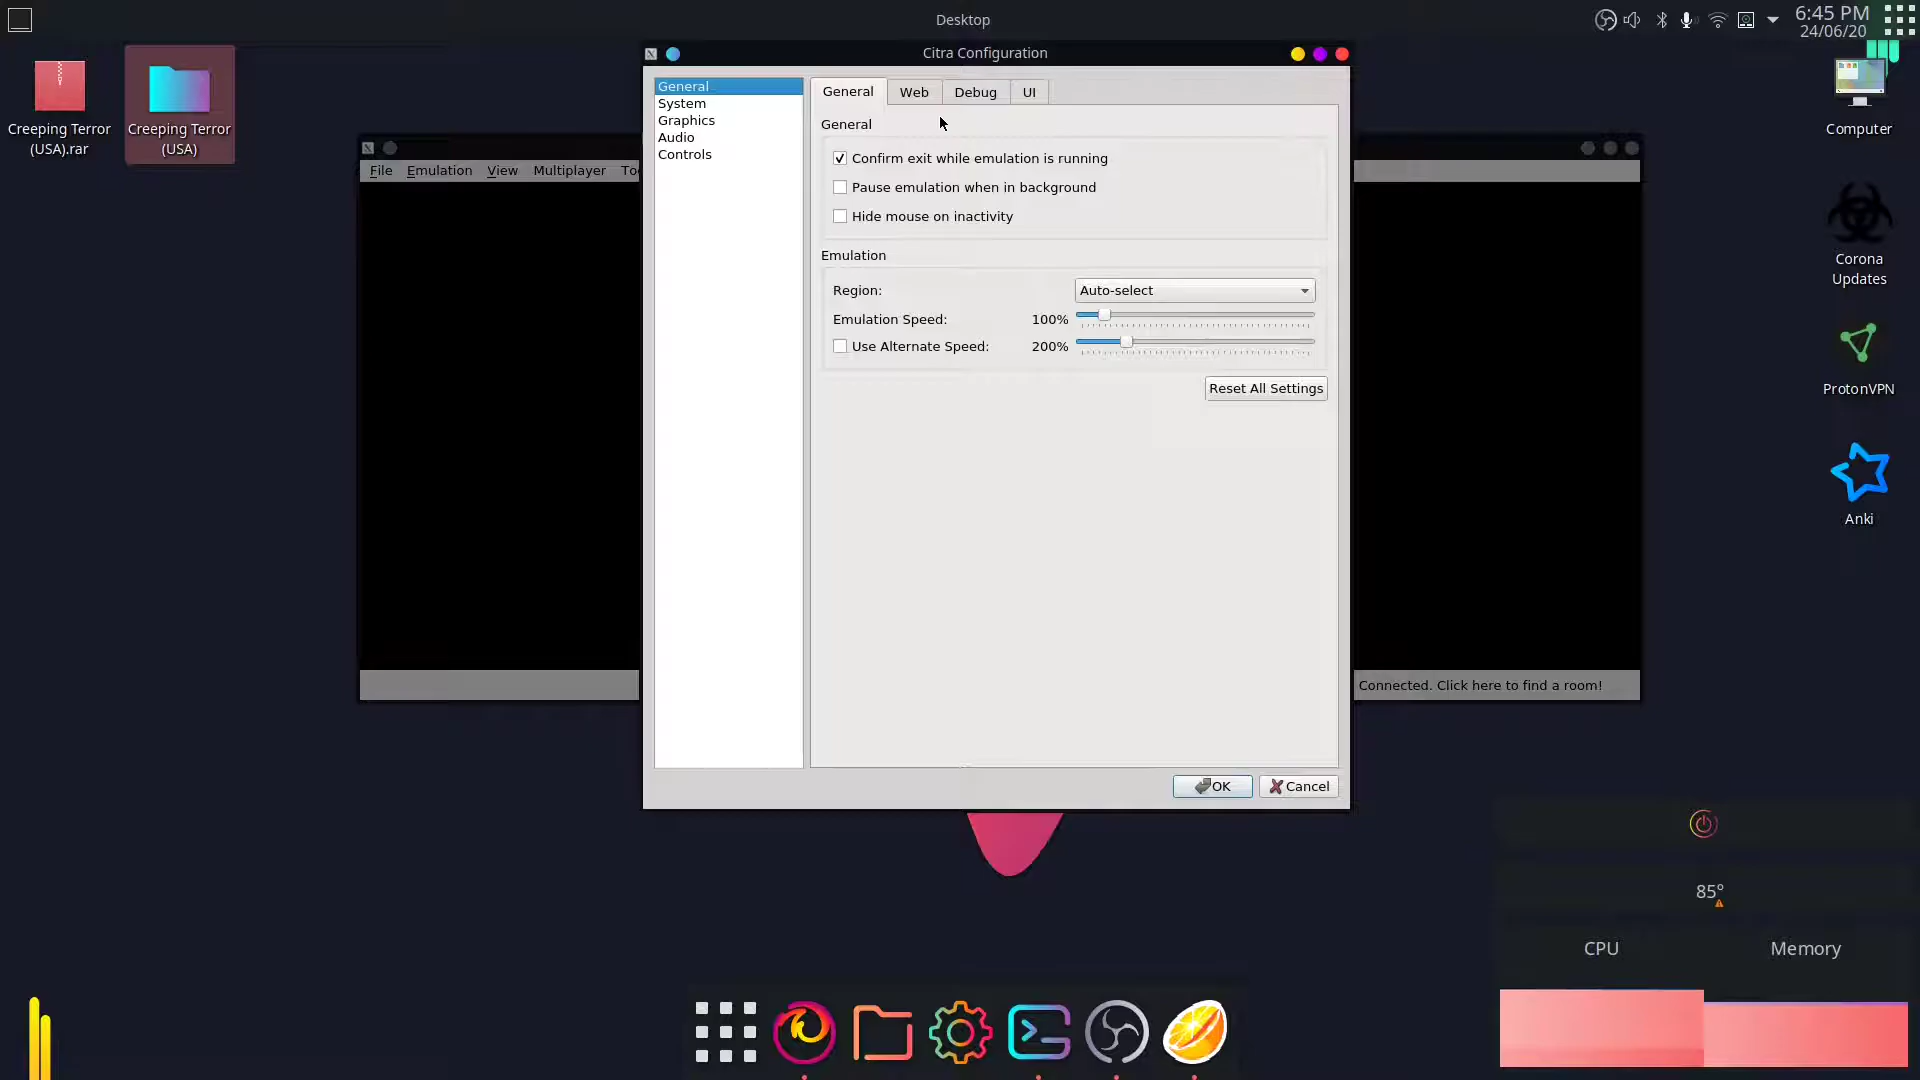 Desktop
6:45 PM
24/06/20
Creeping Terror
(USA).rar
Creeping Terror
(USA)
Computer
Corona
Updates
ProtonVPN
Anki
File Emulation View Multiplayer
Connected. Click here to find a room!
Citra Configuration
General
System
Graphics
Audio
Controls
General Web Debug UI
General
Confirm exit while emulation is running
Pause emulation when in background
Hide mouse on inactivity
Emulation
Region: Auto-select
Emulation Speed: 100%
Use Alternate Speed: 200%
Reset All Settings
OK Cancel
85°
CPU Memory